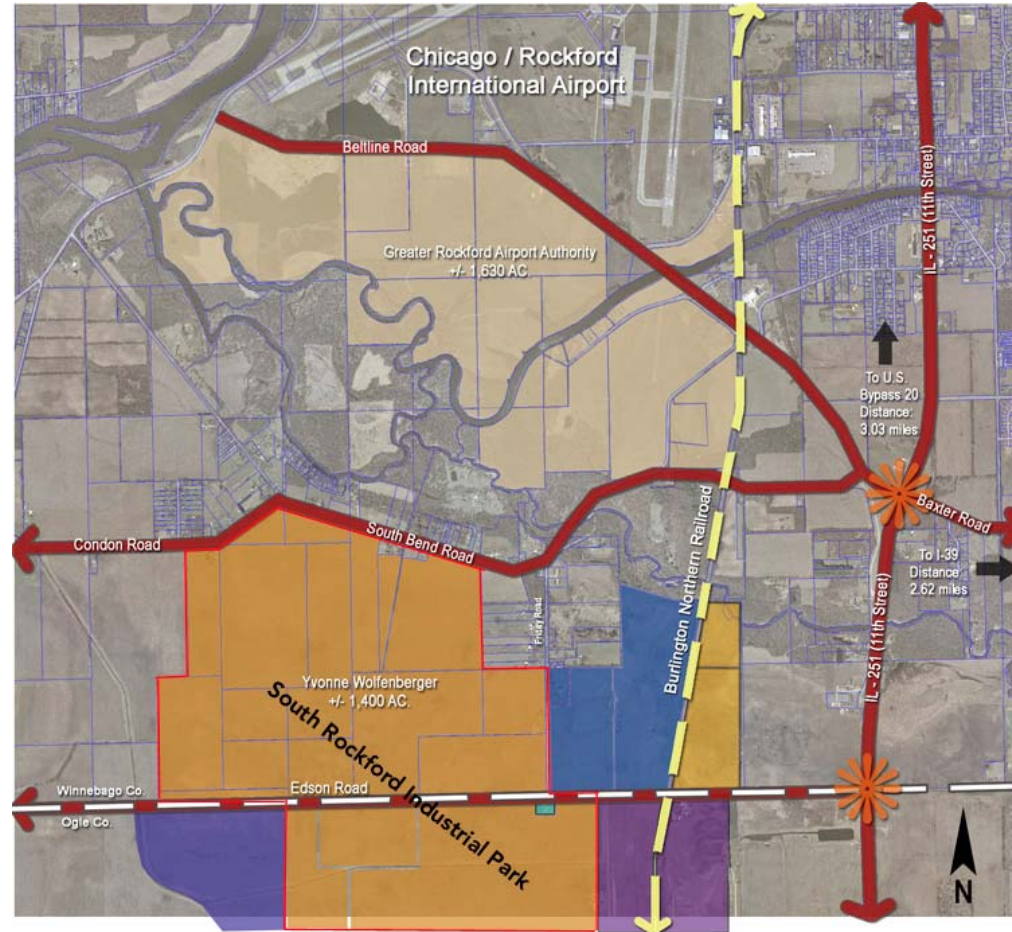 Chicago / Rockford
International Airport
Beltline Road
IL - 251 (11th Street)
Greater Rockford Airport Authority
+/- 1,630 AC.
To U.S.
Bypass 20
Distance:
3.03 miles
Burlington Northern Railroad
Baxter Road
Condon Road
South Bend Road
To I-39
Distance
2.62 miles
Friday Road
IL - 251 (11th Street)
Yvonne Wolfenberger
+/- 1,400 AC.
South Rockford Industrial Park
Winnebago Co.
Edson Road
Ogle Co.
N